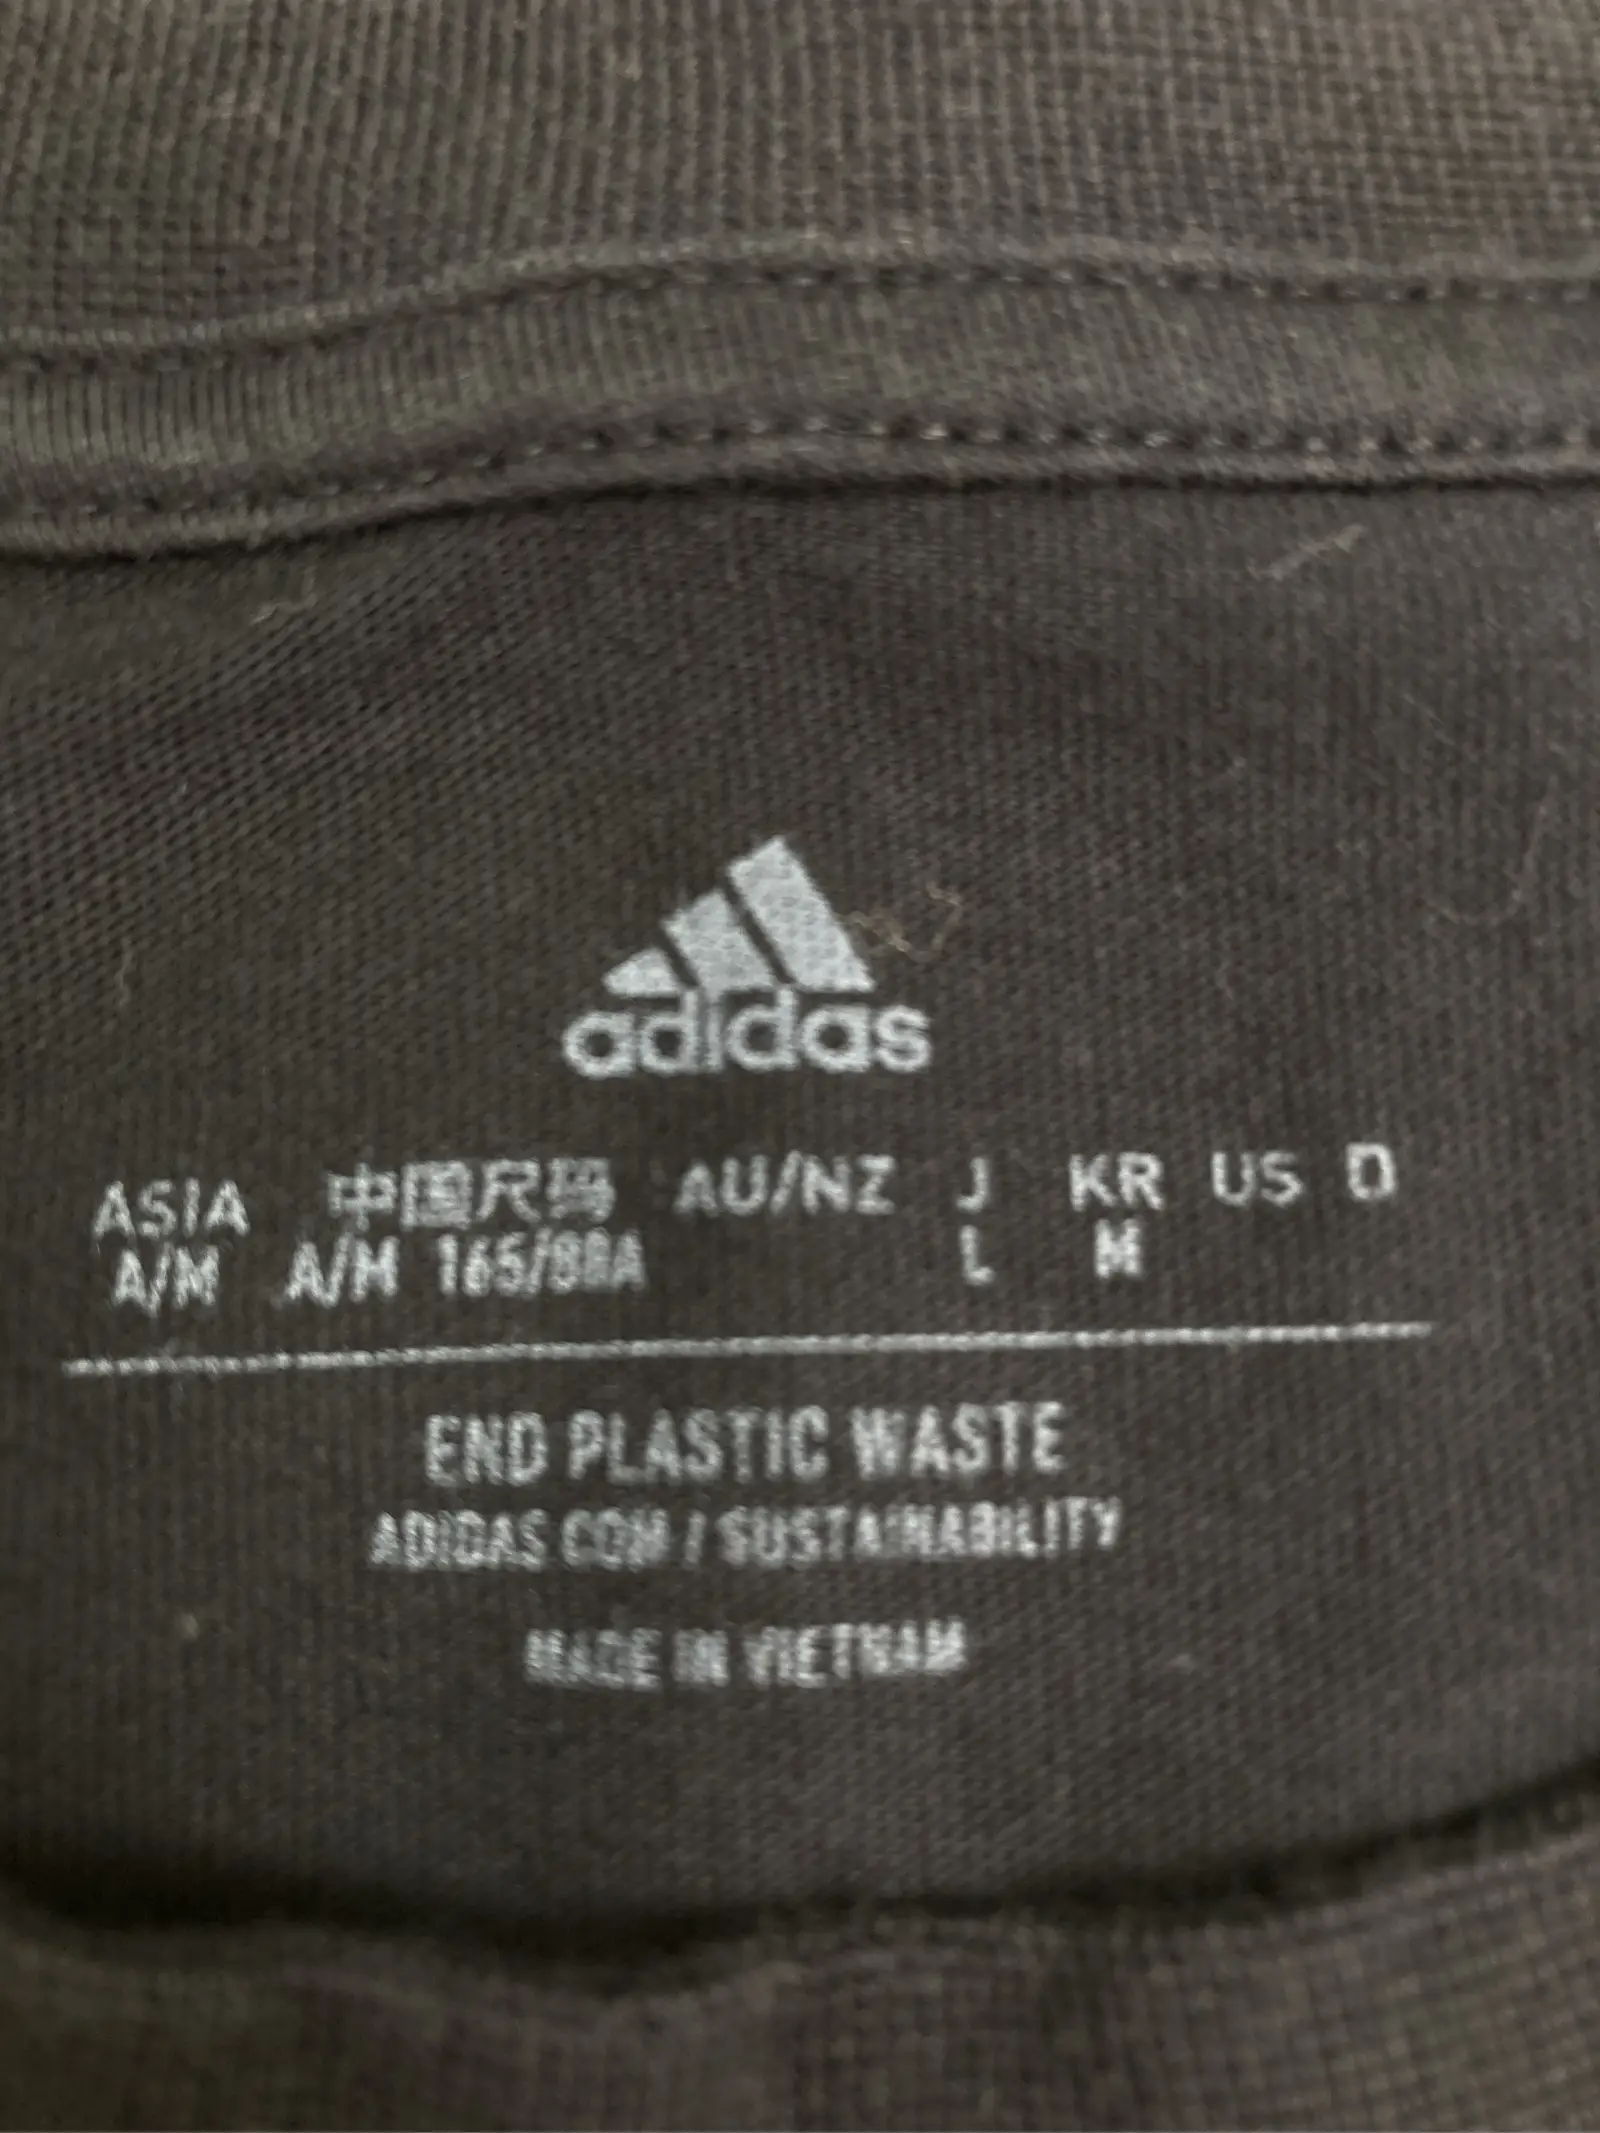 adidas
ASIA 中国尺码 AU/NZ J KR US D
A/M A/M 165/88A L M
END PLASTIC WASTE
ADIDAS.COM / SUSTAINABILITY
MADE IN VIETNAM